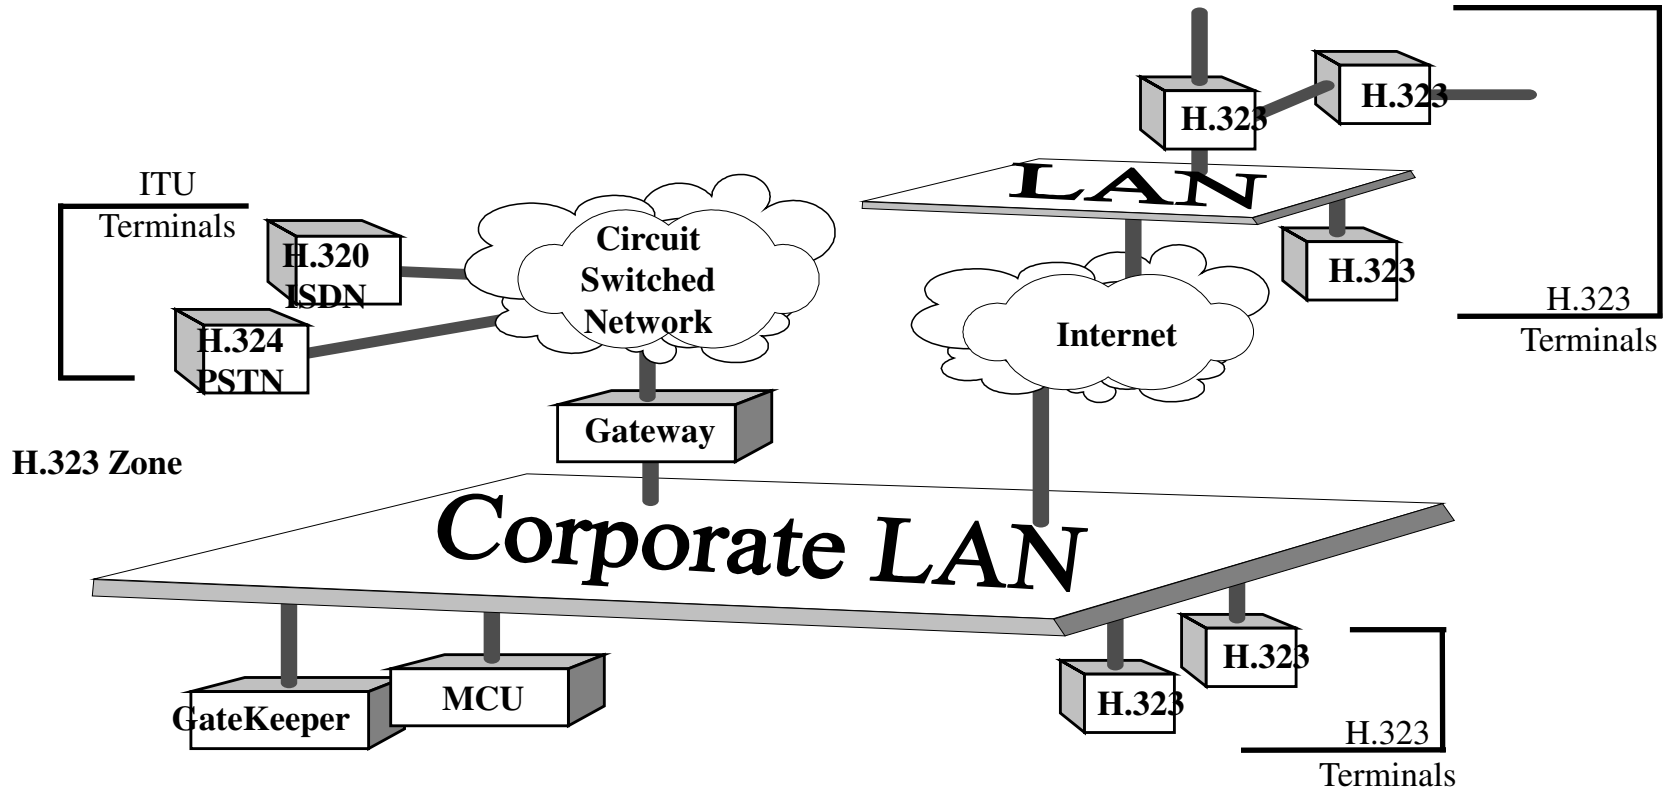 H.323
H.323
LAN
ITU
Terminals
H.320
ISDN
Circuit
Switched
Network
H.323
H.323
Terminals
H.324
PSTN
Internet
Gateway
H.323 Zone
Corporate LAN
H.323
H.323
GateKeeper
MCU
H.323
Terminals